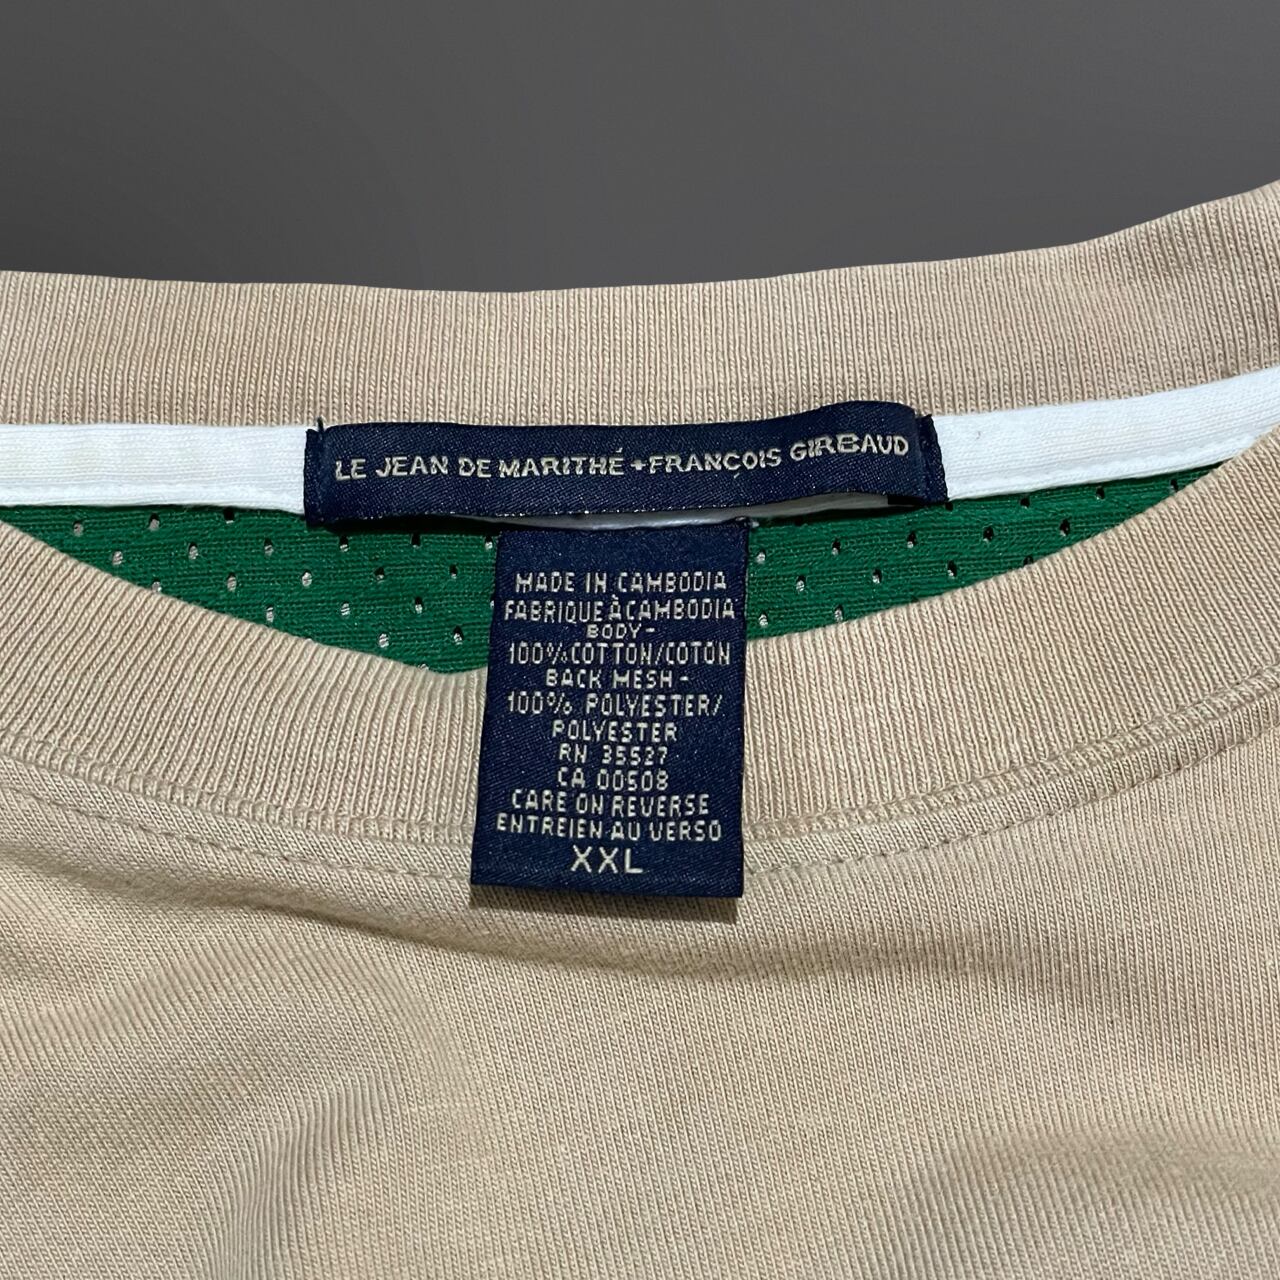 LE JEAN DE MARITHÉ + FRANCOIS GIRBAUD
MADE IN CAMBODIA
FABRIQUE À CAMBODIA
BODY -
100% COTTON/COTON
BACK MESH -
100% POLYESTER/
POLYESTER
RN 35527
CA 00508
CARE ON REVERSE
ENTREIEN AU VERSO
XXL